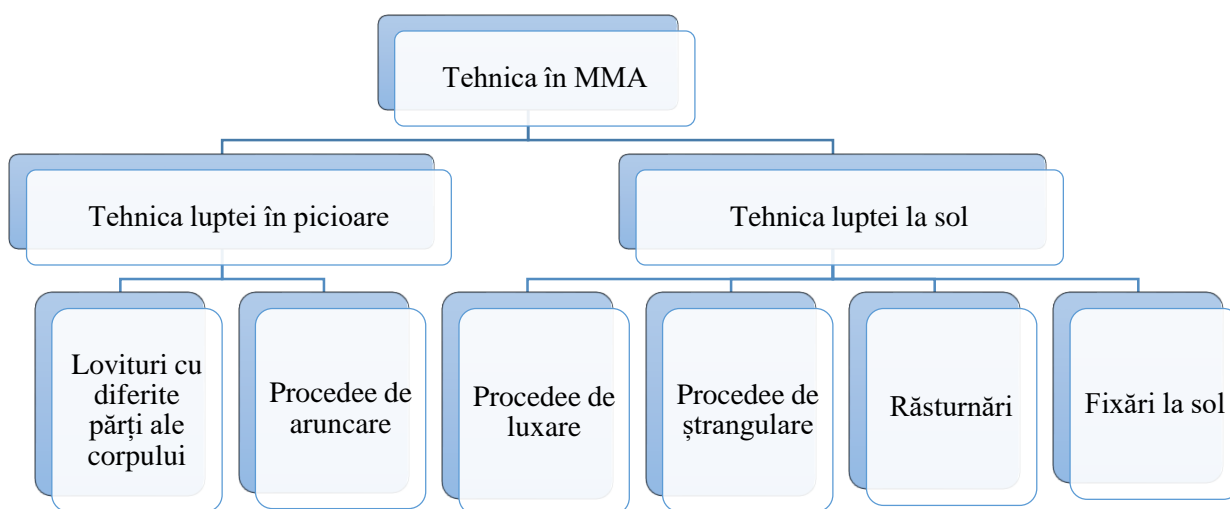 Tehnica în MMA
Tehnica luptei în picioare
Tehnica luptei la sol
Lovituri cu
diferite
părți ale
corpului
Procedee de
aruncare
Procedee de
luxare
Procedee de
ștrangulare
Răsturnări
Fixări la sol